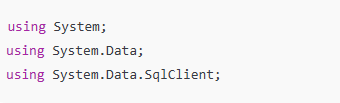 using System;
using System.Data;
using System.Data.SqlClient;